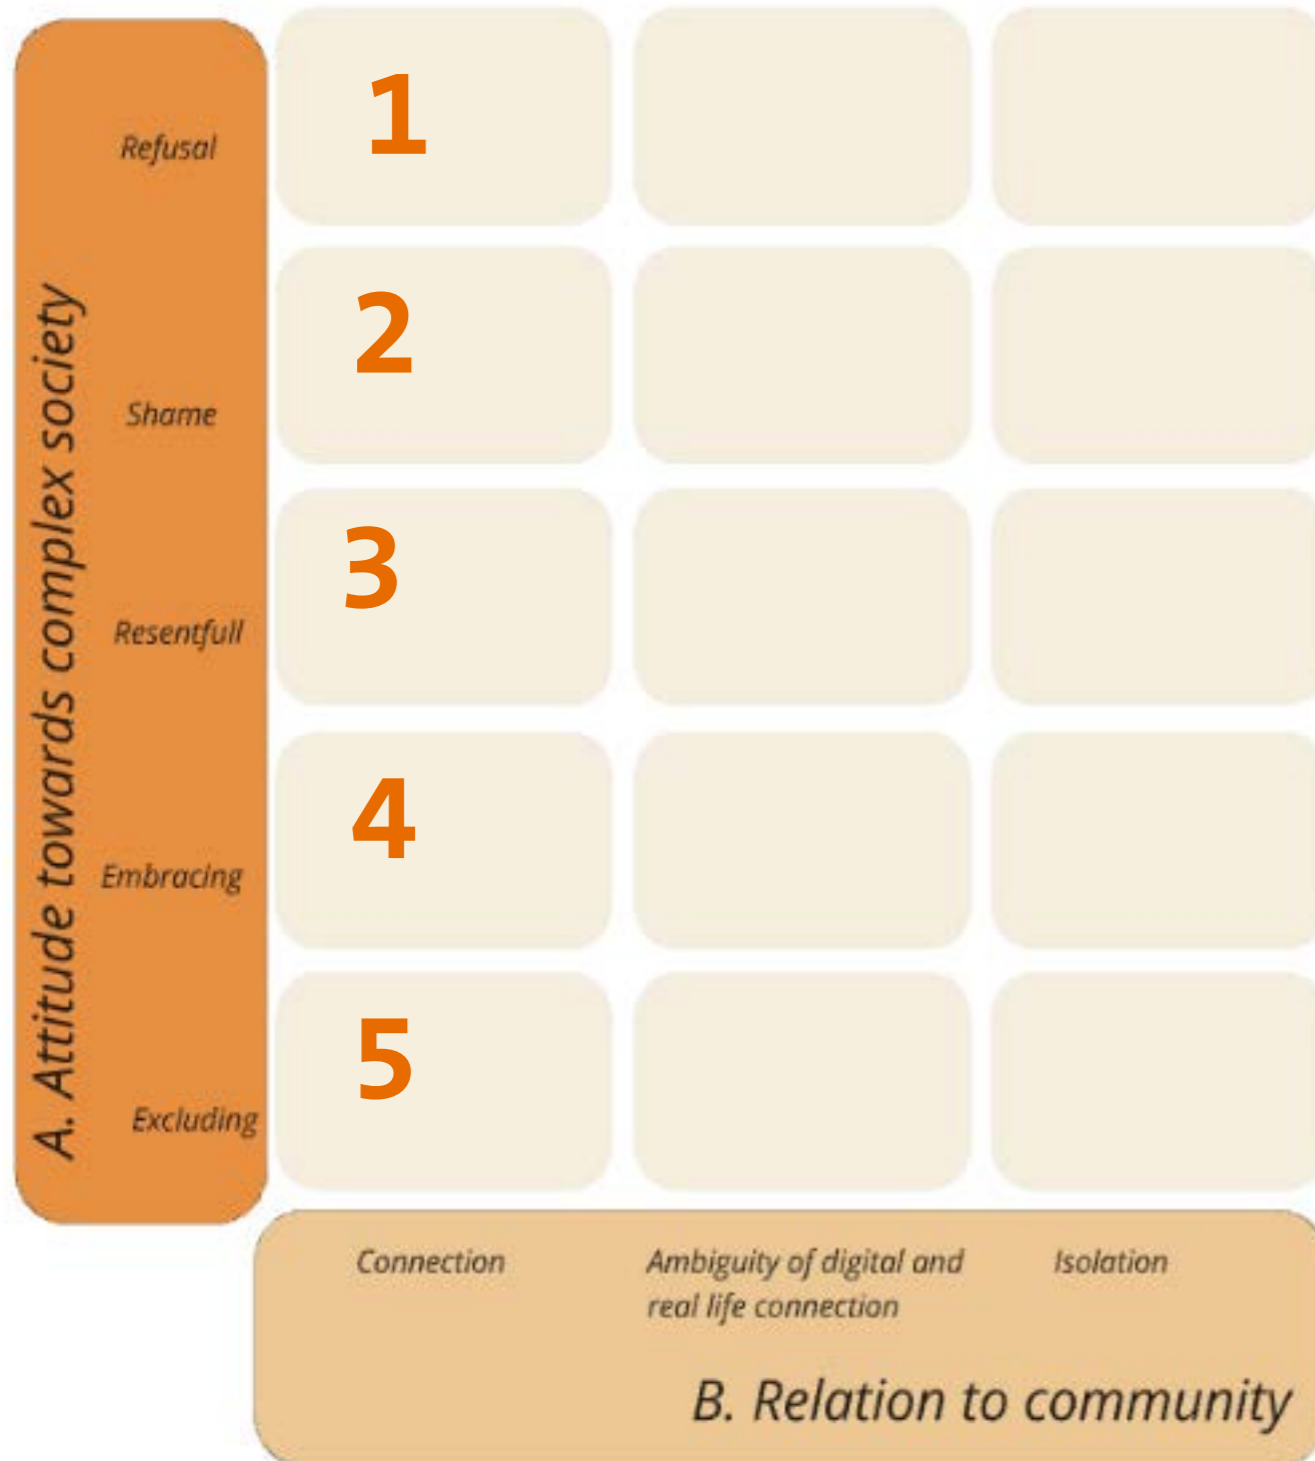 A. Attitude towards complex society
Refusal
1
Shame
2
Resentfull
3
Embracing
4
Excluding
5
Connection
Ambiguity of digital and
real life connection
Isolation
B. Relation to community